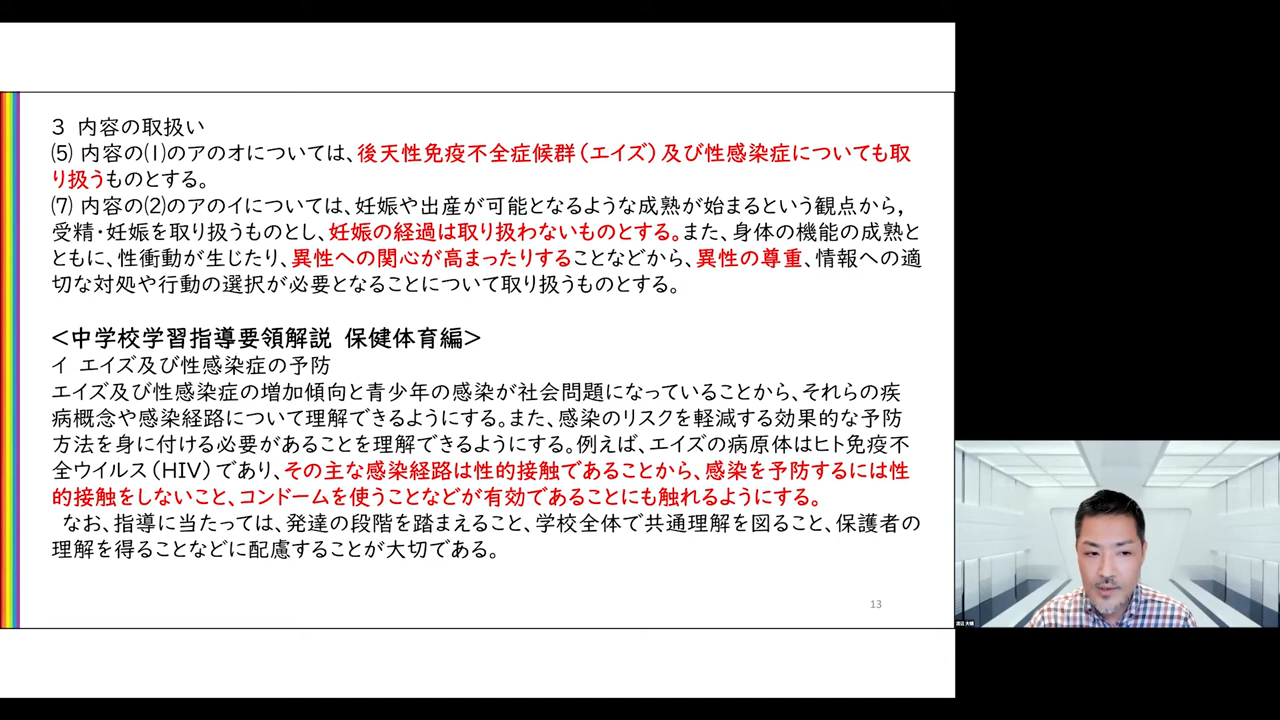 3 内容の取扱い
⑸ 内容の⑴のアのオについては、後天性免疫不全症候群(エイズ)及び性感染症についても取
り扱うものとする。
⑺ 内容の⑵のアのイについては、妊娠や出産が可能となるような成熟が始まるという観点から,
受精・妊娠を取り扱うものとし、妊娠の経過は取り扱わないものとする。また、身体の機能の成熟と
ともに、性衝動が生じたり、異性への関心が高まったりすることなどから、異性の尊重、情報への適
切な対処や行動の選択が必要となることについて取り扱うものとする。
<中学校学習指導要領解説 保健体育編>
イ エイズ及び性感染症の予防
エイズ及び性感染症の増加傾向と青少年の感染が社会問題になっていることから、それらの疾
病概念や感染経路について理解できるようにする。また、感染のリスクを軽減する効果的な予防
方法を身に付ける必要があることを理解できるようにする。例えば、エイズの病原体はヒト免疫不
全ウイルス(HIV)であり、その主な感染経路は性的接触であることから、感染を予防するには性
的接触をしないこと、コンドームを使うことなどが有効であることにも触れるようにする。
なお、指導に当たっては、発達の段階を踏まえること、学校全体で共通理解を図ること、保護者の
理解を得ることなどに配慮することが大切である。
13
渡辺 大輔